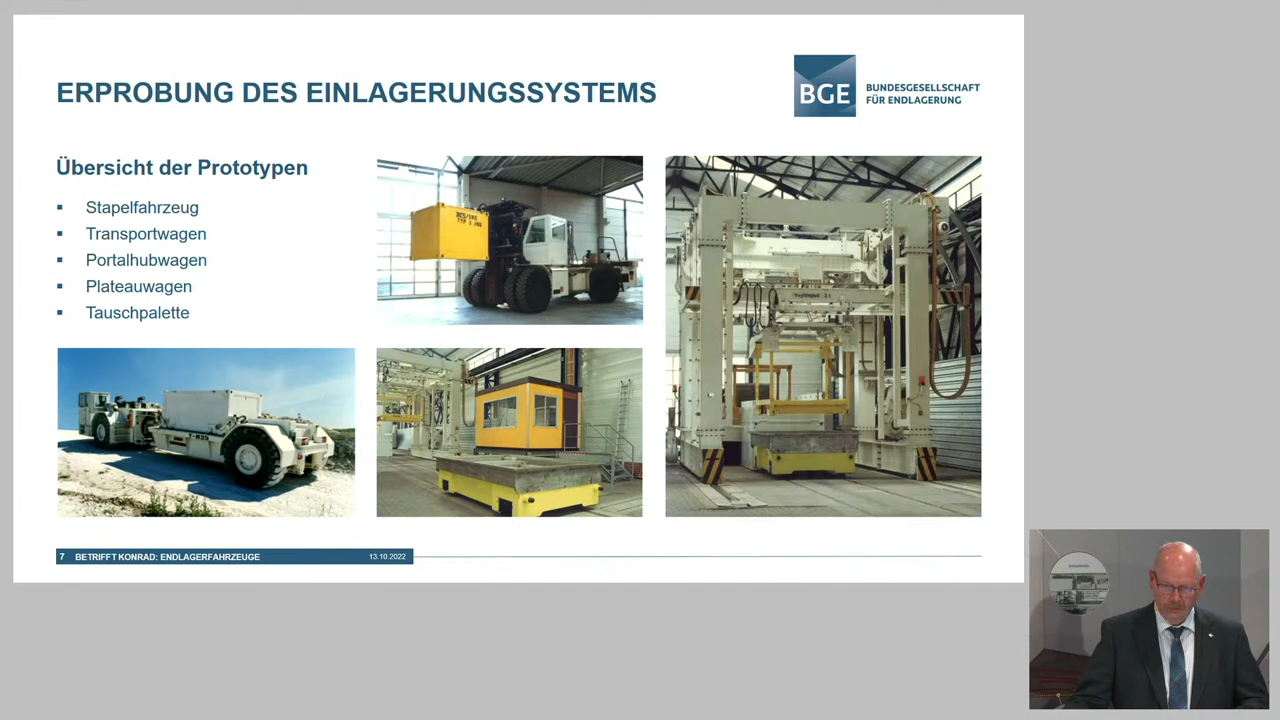 ERPROBUNG DES EINLAGERUNGSSYSTEMS
BGE
BUNDESGESELLSCHAFT
FÜR ENDLAGERUNG
Übersicht der Prototypen
▪ Stapelfahrzeug
▪ Transportwagen
▪ Portalhubwagen
▪ Plateauwagen
▪ Tauschpalette
7 BETRIFFT KONRAD: ENDLAGERFAHRZEUGE 13.10.2022